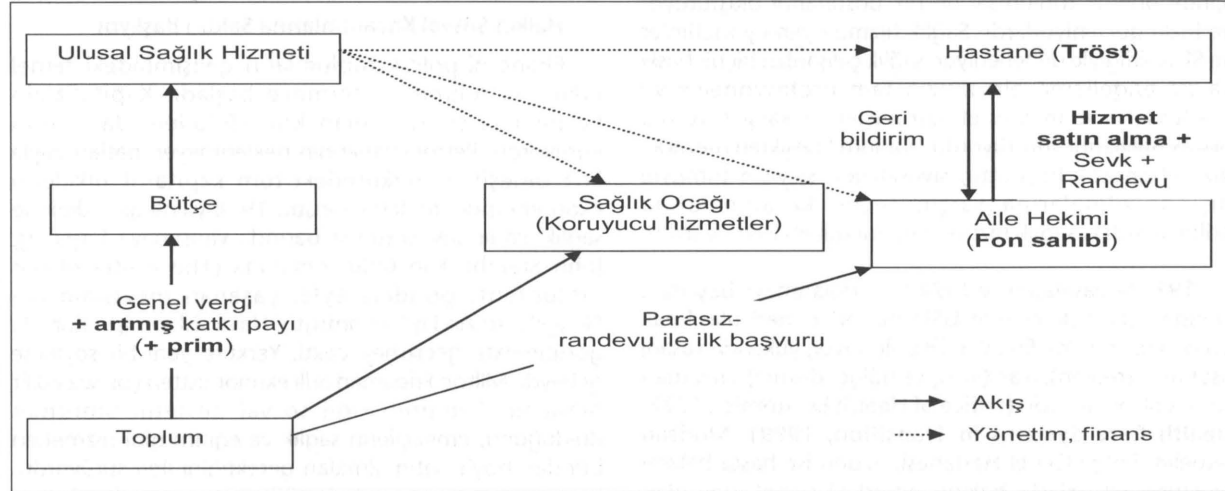 Ulusal Sağlık Hizmeti
Hastane (Tröst)
Geri
bildirim
Hizmet
satın alma +
Sevk +
Randevu
Bütçe
Sağlık Ocağı
(Koruyucu hizmetler)
Aile Hekimi
(Fon sahibi)
Genel vergi
+ artmış katkı payı
(+ prim)
Parasız-
randevu ile ilk başvuru
Toplum
Akış
Yönetim, finans